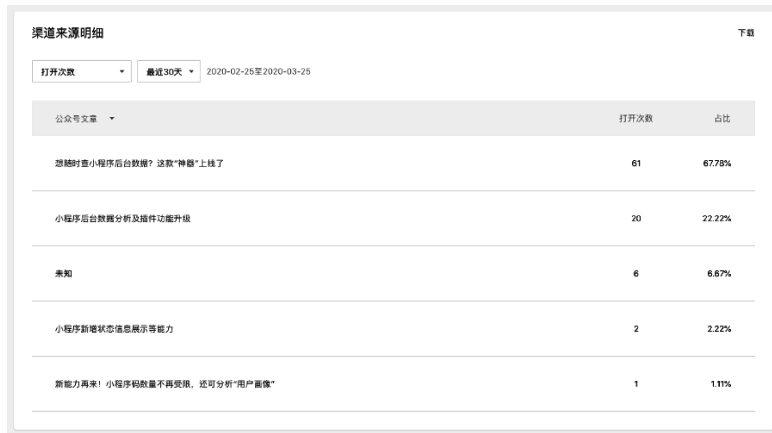 渠道来源明细 下载
打开次数 最近30天 2020-02-25至2020-03-25
公众号文章 打开次数 占比
想随时查小程序后台数据？这款“神器”上线了 61 67.78%
小程序后台数据分析及插件功能升级 20 22.22%
未知 6 6.67%
小程序新增状态信息展示等能力 2 2.22%
新能力再来！小程序码数量不再受限，还可分析“用户画像” 1 1.11%